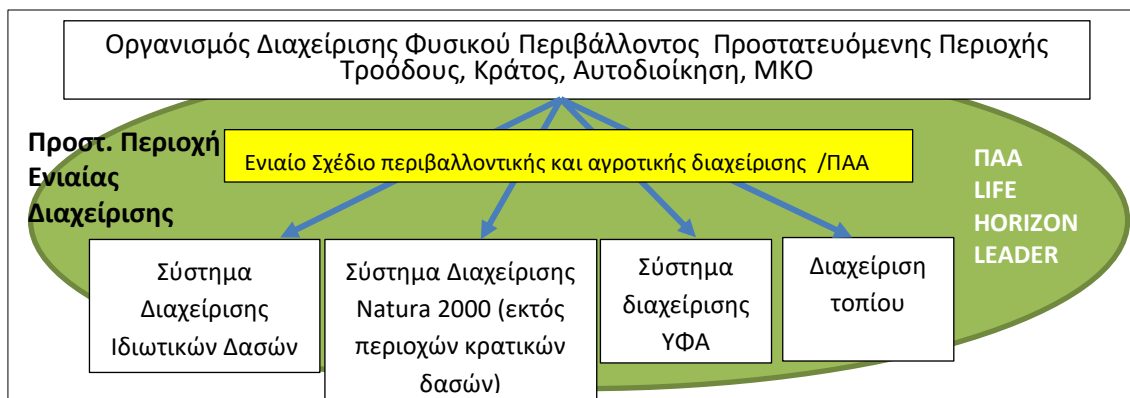 Οργανισμός Διαχείρισης Φυσικού Περιβάλλοντος Προστατευόμενης Περιοχής
Τροόδους, Κράτος, Αυτοδιοίκηση, ΜΚΟ
Προστ. Περιοχή
Ενιαίας
Διαχείρισης
Ενιαίο Σχέδιο περιβαλλοντικής και αγροτικής διαχείρισης /ΠΑΑ
ΠΑΑ
LIFE
HORIZON
LEADER
Σύστημα
Διαχείρισης
Ιδιωτικών Δασών
Σύστημα Διαχείρισης
Natura 2000 (εκτός
περιοχών κρατικών
δασών)
Σύστημα
διαχείρισης
ΥΦΑ
Διαχείριση
τοπίου